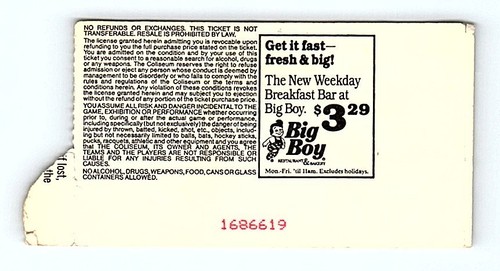 NO REFUNDS OR EXCHANGES. THIS TICKET IS NOT
TRANSFERABLE. RESALE IS PROHIBITED BY LAW.
The license granted herein admitting you is revocable upon
refunding to you the full purchase price stated on the ticket.
You are admitted on the condition and by your use of this
ticket you consent to a reasonable search for alcohol, drugs
or any weapons. The Coliseum reserves the right to refuse
admission or eject any person whose conduct is deemed by
management to be disorderly or who fails to comply with the
rules and regulations of the Coliseum or the terms and
conditions herein. Any violation of these conditions revokes
the license granted herein and may subject you to ejection
without the refund of any portion of the ticket purchase price.
YOU ASSUME ALL RISK AND DANGER INCIDENTAL TO THE
GAME, EXHIBITION OR PERFORMANCE whether occurring
prior to, during or after the actual game or performance,
including specifically (but not exclusively) the danger of being
injured by thrown, batted, kicked, shot, etc., objects, includ-
ing but not necessarily limited to balls, bats, hockey sticks,
pucks, racquets, athletic and other equipment and you agree
that THE COLISEUM, ITS OWNER AND AGENTS, THE
TEAMS AND THE PLAYERS ARE NOT RESPONSIBLE OR
LIABLE FOR ANY INJURIES RESULTING FROM SUCH
CAUSES.
NO ALCOHOL, DRUGS, WEAPONS, FOOD, CANS OR GLASS
CONTAINERS ALLOWED.
Get it fast—
fresh & big!
The New Weekday
Breakfast Bar at
Big Boy. $3.29
Big
Boy
RESTAURANT & BAKERY
Mon.-Fri. 'til 11am. Excludes holidays.
if lost,
the
1686619